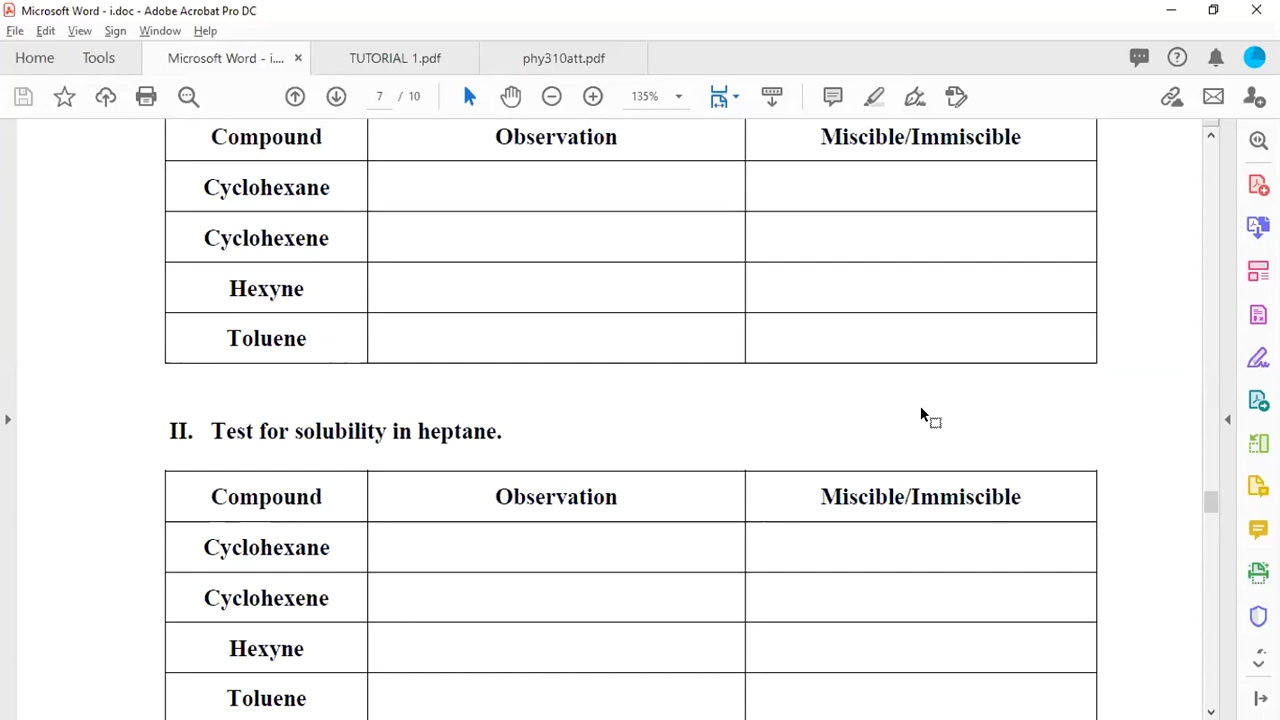 Microsoft Word - i.doc - Adobe Acrobat Pro DC
File Edit View Sign Window Help
Home Tools Microsoft Word - i.... × TUTORIAL 1.pdf phy310att.pdf
7 / 10 135%
Compound Observation Miscible/Immiscible
Cyclohexane
Cyclohexene
Hexyne
Toluene
II. Test for solubility in heptane.
Compound Observation Miscible/Immiscible
Cyclohexane
Cyclohexene
Hexyne
Toluene